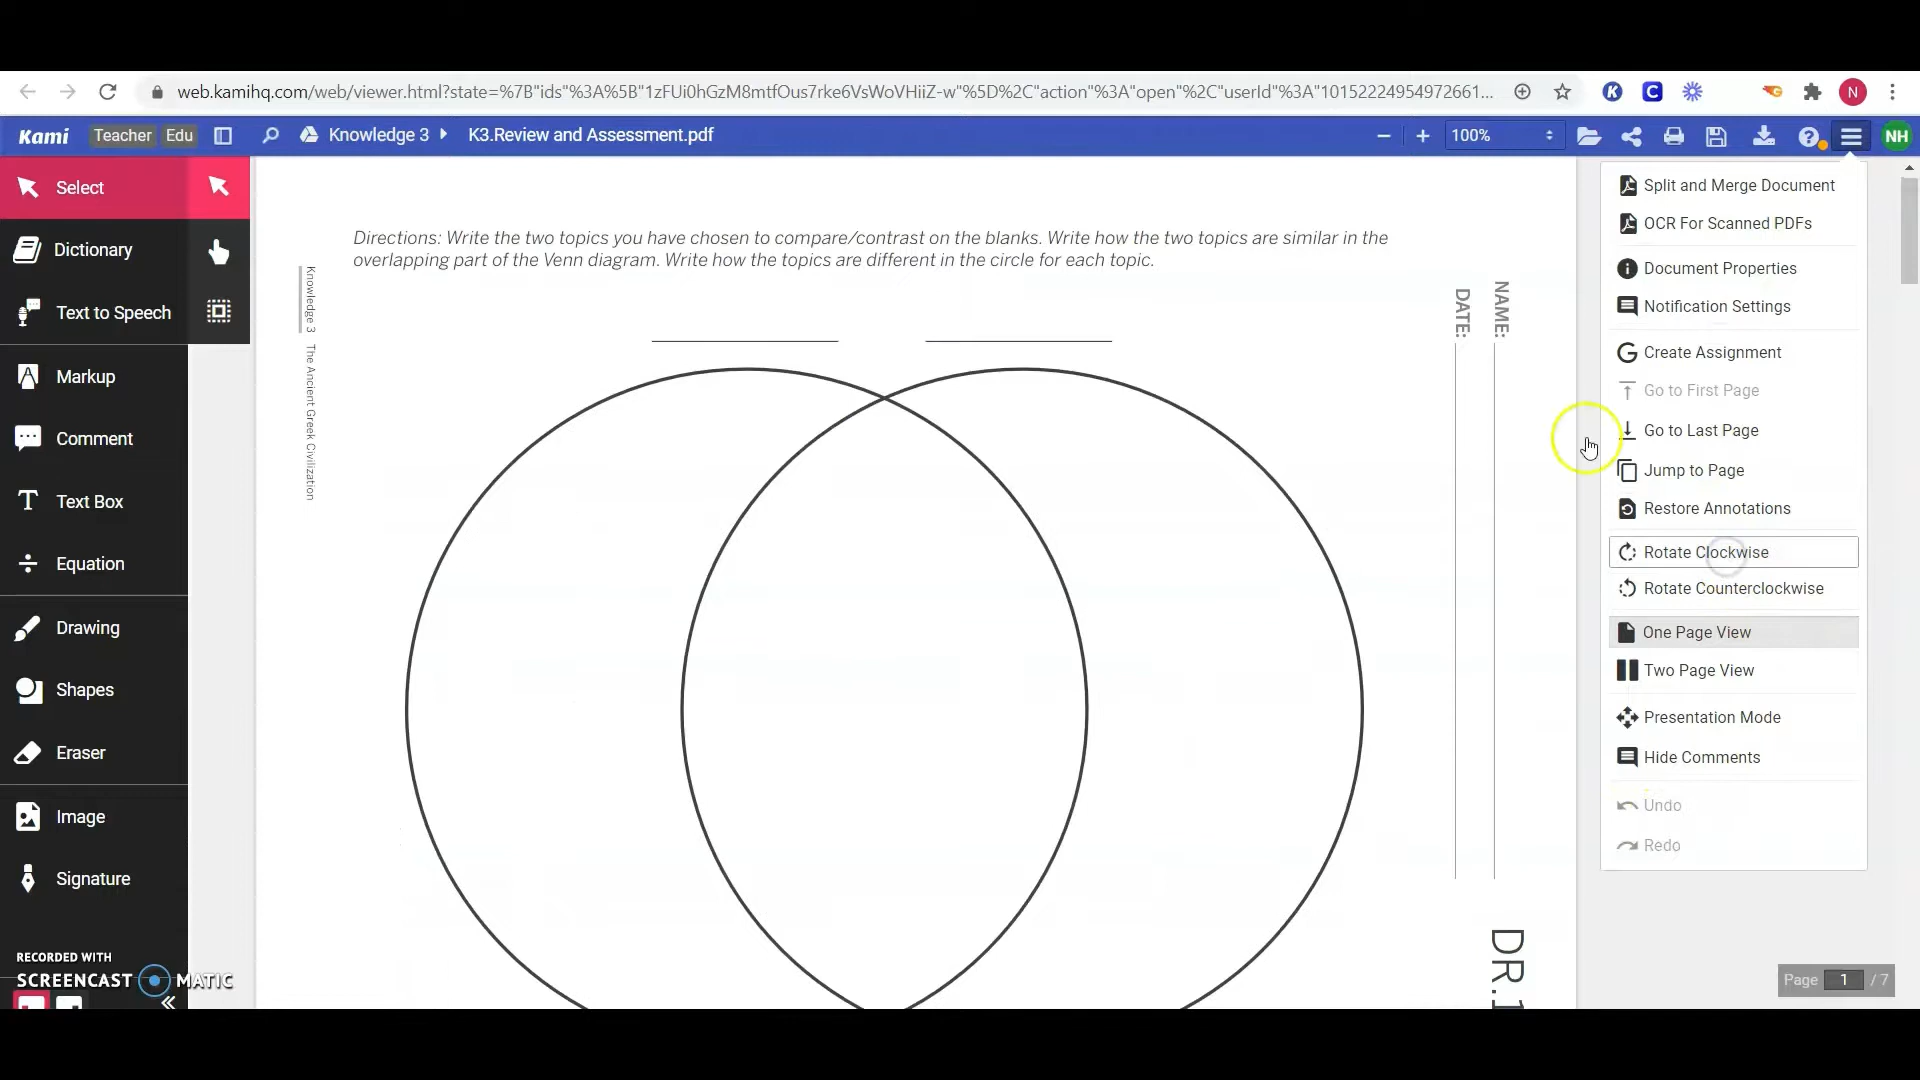 web.kamihq.com/web/viewer.html?state=%7B"ids"%3A%5B"1zFUi0hGzM8mtfOus7rke6VsWoVHiiZ-w"%5D%2C"action"%3A"open"%2C"userId"%3A"10152224954972661...
N
Kami
Teacher
Edu
Knowledge 3
K3.Review and Assessment.pdf
100%
NH
Select
Dictionary
Text to Speech
Markup
Comment
Text Box
Equation
Drawing
Shapes
Eraser
Image
Signature
RECORDED WITH
SCREENCAST MATIC
Directions: Write the two topics you have chosen to compare/contrast on the blanks. Write how the two topics are similar in the
overlapping part of the Venn diagram. Write how the topics are different in the circle for each topic.
Knowledge 3 The Ancient Greek Civilization
NAME:
DATE:
DR.1
Split and Merge Document
OCR For Scanned PDFs
Document Properties
Notification Settings
Create Assignment
Go to First Page
Go to Last Page
Jump to Page
Restore Annotations
Rotate Clockwise
Rotate Counterclockwise
One Page View
Two Page View
Presentation Mode
Hide Comments
Undo
Redo
Page 1 / 7